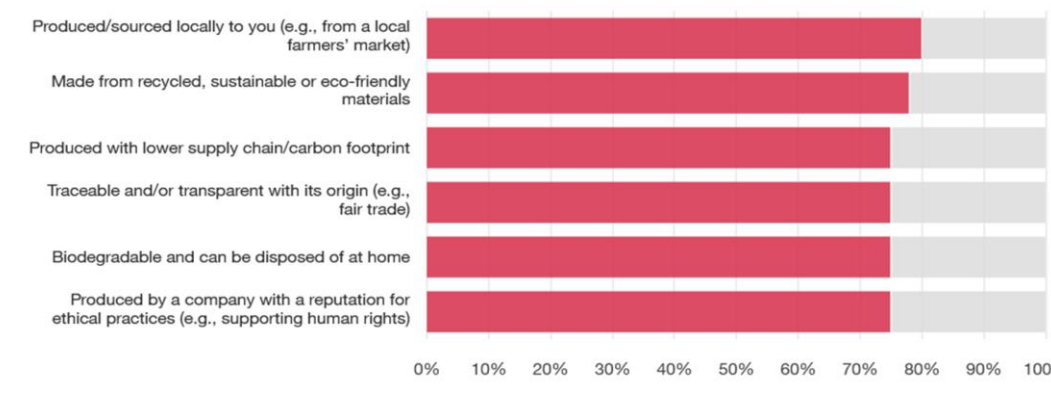 Produced/sourced locally to you (e.g., from a local
farmers’ market)
Made from recycled, sustainable or eco-friendly
materials
Produced with lower supply chain/carbon footprint
Traceable and/or transparent with its origin (e.g.,
fair trade)
Biodegradable and can be disposed of at home
Produced by a company with a reputation for
ethical practices (e.g., supporting human rights)
0% 10% 20% 30% 40% 50% 60% 70% 80% 90% 100